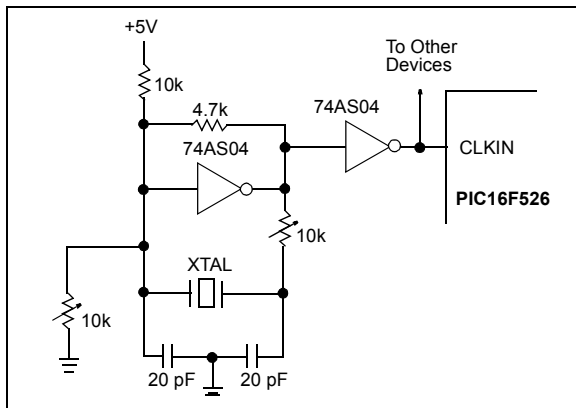 +5V
To Other
Devices
10k
4.7k
74AS04
74AS04
CLKIN
PIC16F526
10k
XTAL
10k
20 pF
20 pF